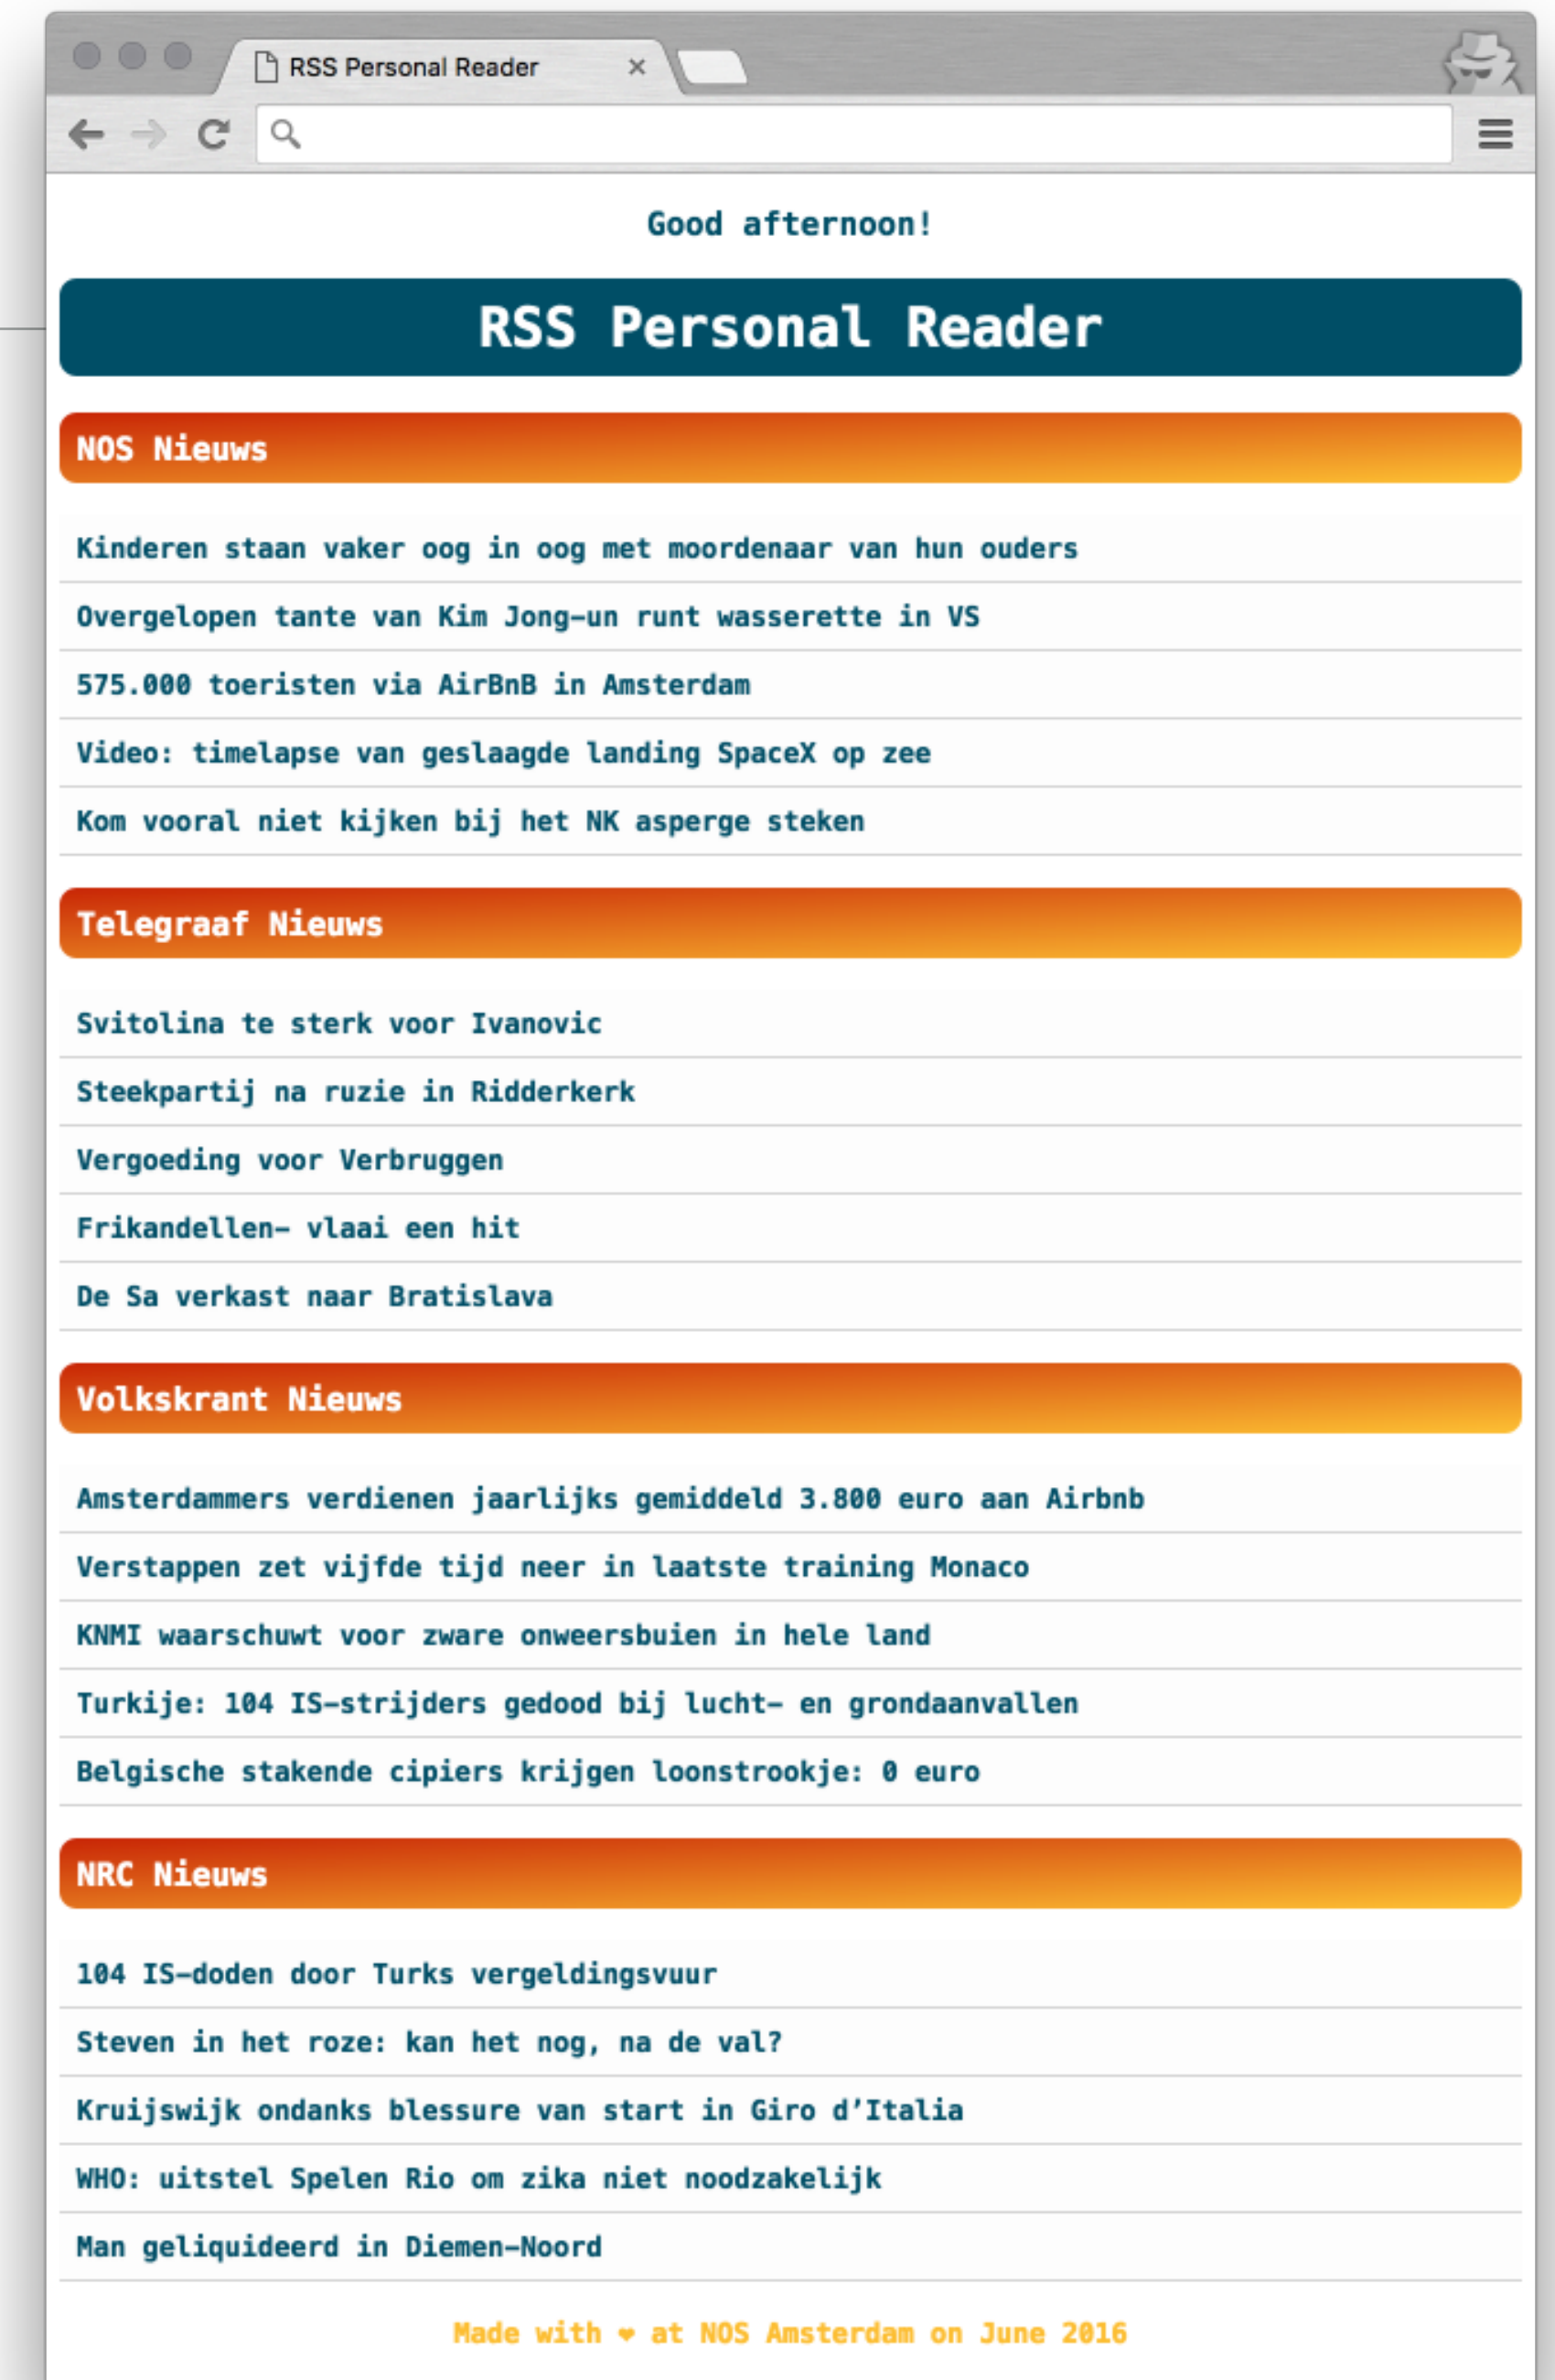 RSS Personal Reader
Good afternoon!
RSS Personal Reader
NOS Nieuws
Kinderen staan vaker oog in oog met moordenaar van hun ouders
Overgelopen tante van Kim Jong-un runt wasserette in VS
575.000 toeristen via AirBnB in Amsterdam
Video: timelapse van geslaagde landing SpaceX op zee
Kom vooral niet kijken bij het NK asperge steken
Telegraaf Nieuws
Svitolina te sterk voor Ivanovic
Steekpartij na ruzie in Ridderkerk
Vergoeding voor Verbruggen
Frikandellen- vlaai een hit
De Sa verkast naar Bratislava
Volkskrant Nieuws
Amsterdammers verdienen jaarlijks gemiddeld 3.800 euro aan Airbnb
Verstappen zet vijfde tijd neer in laatste training Monaco
KNMI waarschuwt voor zware onweersbuien in hele land
Turkije: 104 IS-strijders gedood bij lucht- en grondaanvallen
Belgische stakende cipiers krijgen loonstrookje: 0 euro
NRC Nieuws
104 IS-doden door Turks vergeldingsvuur
Steven in het roze: kan het nog, na de val?
Kruijswijk ondanks blessure van start in Giro d’Italia
WHO: uitstel Spelen Rio om zika niet noodzakelijk
Man geliquideerd in Diemen-Noord
Made with ❤ at NOS Amsterdam on June 2016